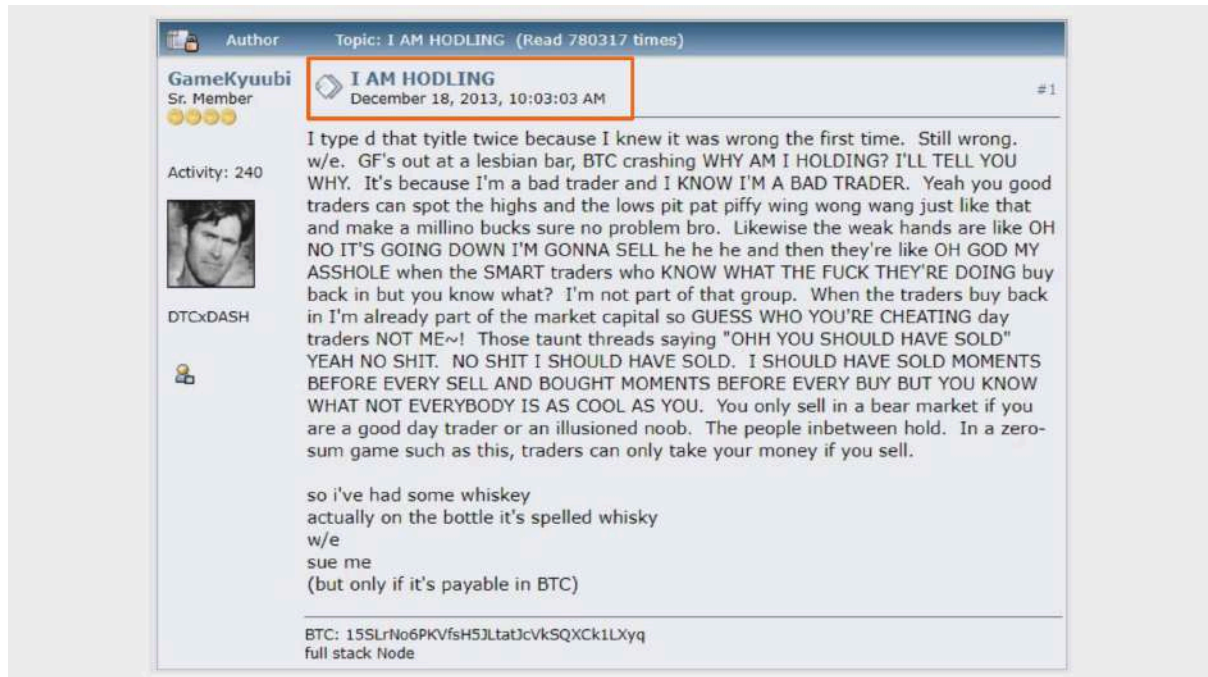 Author Topic: I AM HODLING (Read 780317 times)
GameKyuubi
Sr. Member
Activity: 240
DTCxDASH
I AM HODLING
December 18, 2013, 10:03:03 AM
#1
I type d that tyitle twice because I knew it was wrong the first time. Still wrong.
w/e. GF's out at a lesbian bar, BTC crashing WHY AM I HOLDING? I'LL TELL YOU
WHY. It's because I'm a bad trader and I KNOW I'M A BAD TRADER. Yeah you good
traders can spot the highs and the lows pit pat piffy wing wong wang just like that
and make a millino bucks sure no problem bro. Likewise the weak hands are like OH
NO IT'S GOING DOWN I'M GONNA SELL he he he and then they're like OH GOD MY
ASSHOLE when the SMART traders who KNOW WHAT THE FUCK THEY'RE DOING buy
back in but you know what? I'm not part of that group. When the traders buy back
in I'm already part of the market capital so GUESS WHO YOU'RE CHEATING day
traders NOT ME~! Those taunt threads saying "OHH YOU SHOULD HAVE SOLD"
YEAH NO SHIT. NO SHIT I SHOULD HAVE SOLD. I SHOULD HAVE SOLD MOMENTS
BEFORE EVERY SELL AND BOUGHT MOMENTS BEFORE EVERY BUY BUT YOU KNOW
WHAT NOT EVERYBODY IS AS COOL AS YOU. You only sell in a bear market if you
are a good day trader or an illusioned noob. The people inbetween hold. In a zero-
sum game such as this, traders can only take your money if you sell.
so i've had some whiskey
actually on the bottle it's spelled whisky
w/e
sue me
(but only if it's payable in BTC)
BTC: 15SLrNo6PKVfsH5JLtatJcVkSQXCk1LXyq
full stack Node